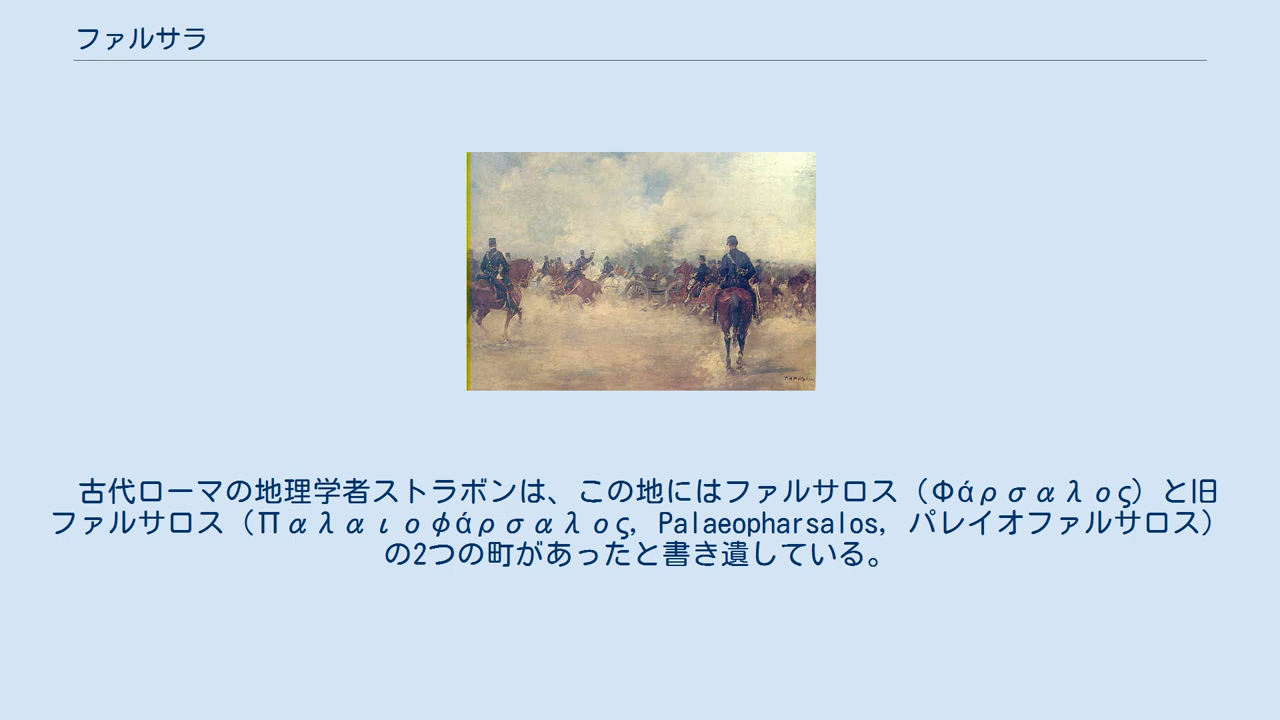 ファルサラ
古代ローマの地理学者ストラボンは、この地にはファルサロス（Φάρσαλος）と旧
ファルサロス（Παλαιοφάρσαλος, Palaeopharsalos, パレイオファルサロス）
の2つの町があったと書き遺している。